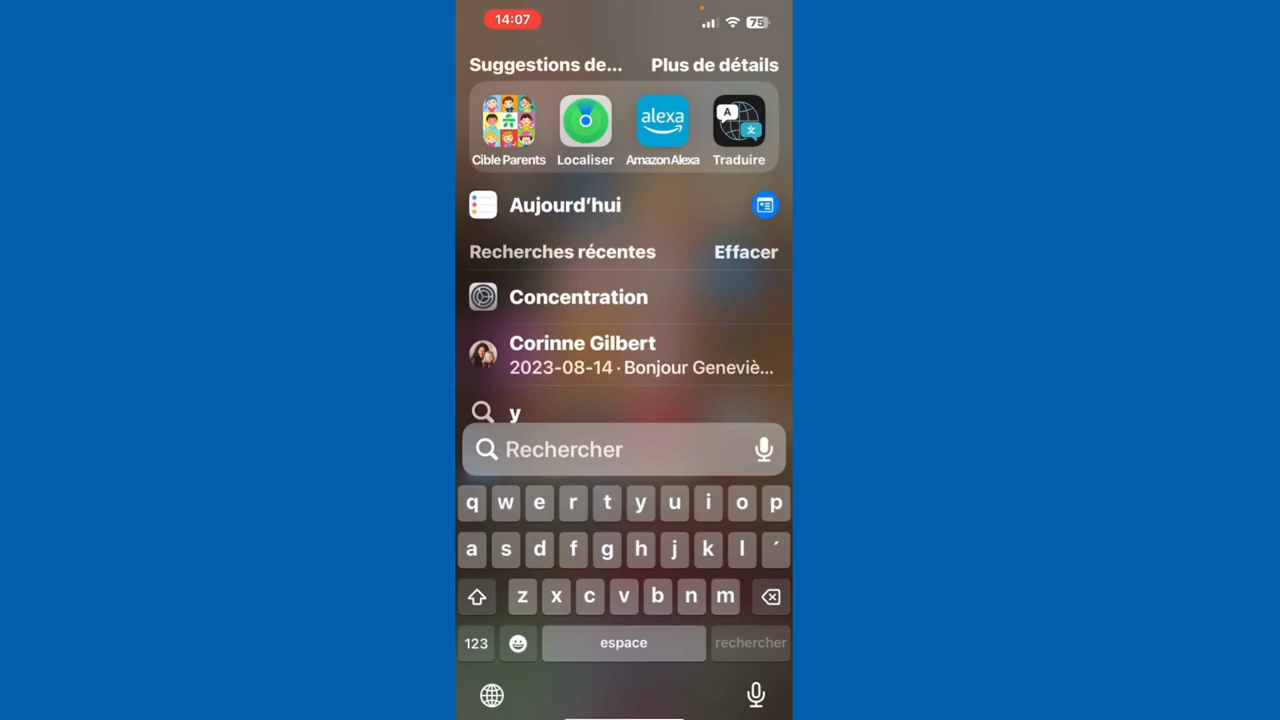 14:07
75
Suggestions de... Plus de détails
alexa
A
文
Cible Parents Localiser Amazon Alexa Traduire
Aujourd’hui
Recherches récentes Effacer
Concentration
Corinne Gilbert
2023-08-14 · Bonjour Geneviè...
y
Rechercher
q w e r t y u i o p
a s d f g h j k l ´
z x c v b n m
123 espace rechercher